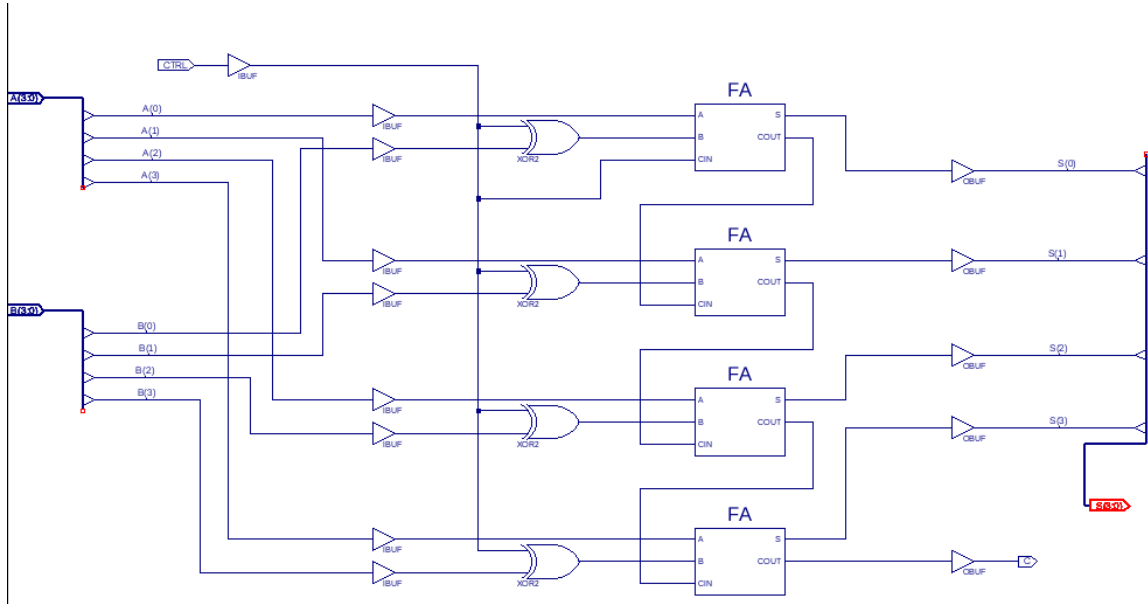 CTRL
IBUF
A(3:0)
A(0)
A(1)
A(2)
A(3)
IBUF
IBUF
XOR2
FA
A
B
CIN
S
COUT
OBUF
S(0)
IBUF
IBUF
XOR2
FA
A
B
CIN
S
COUT
OBUF
S(1)
B(3:0)
B(0)
B(1)
B(2)
B(3)
IBUF
IBUF
XOR2
FA
A
B
CIN
S
COUT
OBUF
S(2)
OBUF
S(3)
S(3:0)
IBUF
IBUF
XOR2
FA
A
B
CIN
S
COUT
OBUF
C